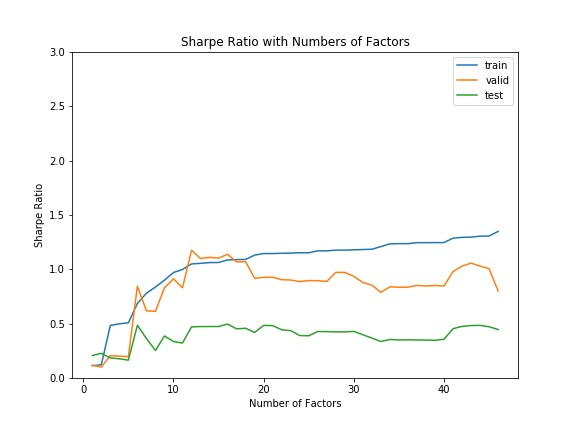 Sharpe Ratio with Numbers of Factors
3.0
2.5
2.0
1.5
1.0
0.5
0.0
Sharpe Ratio
train
valid
test
0
10
20
30
40
Number of Factors